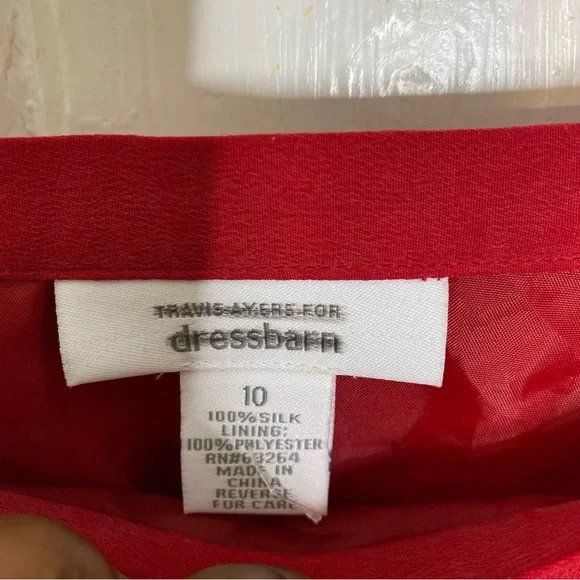 TRAVIS AYERS FOR
dressbarn
10
100%SILK
LINING:
100%POLYESTER
RN#63264
MADE IN
CHINA
REVERSE
FOR CARE